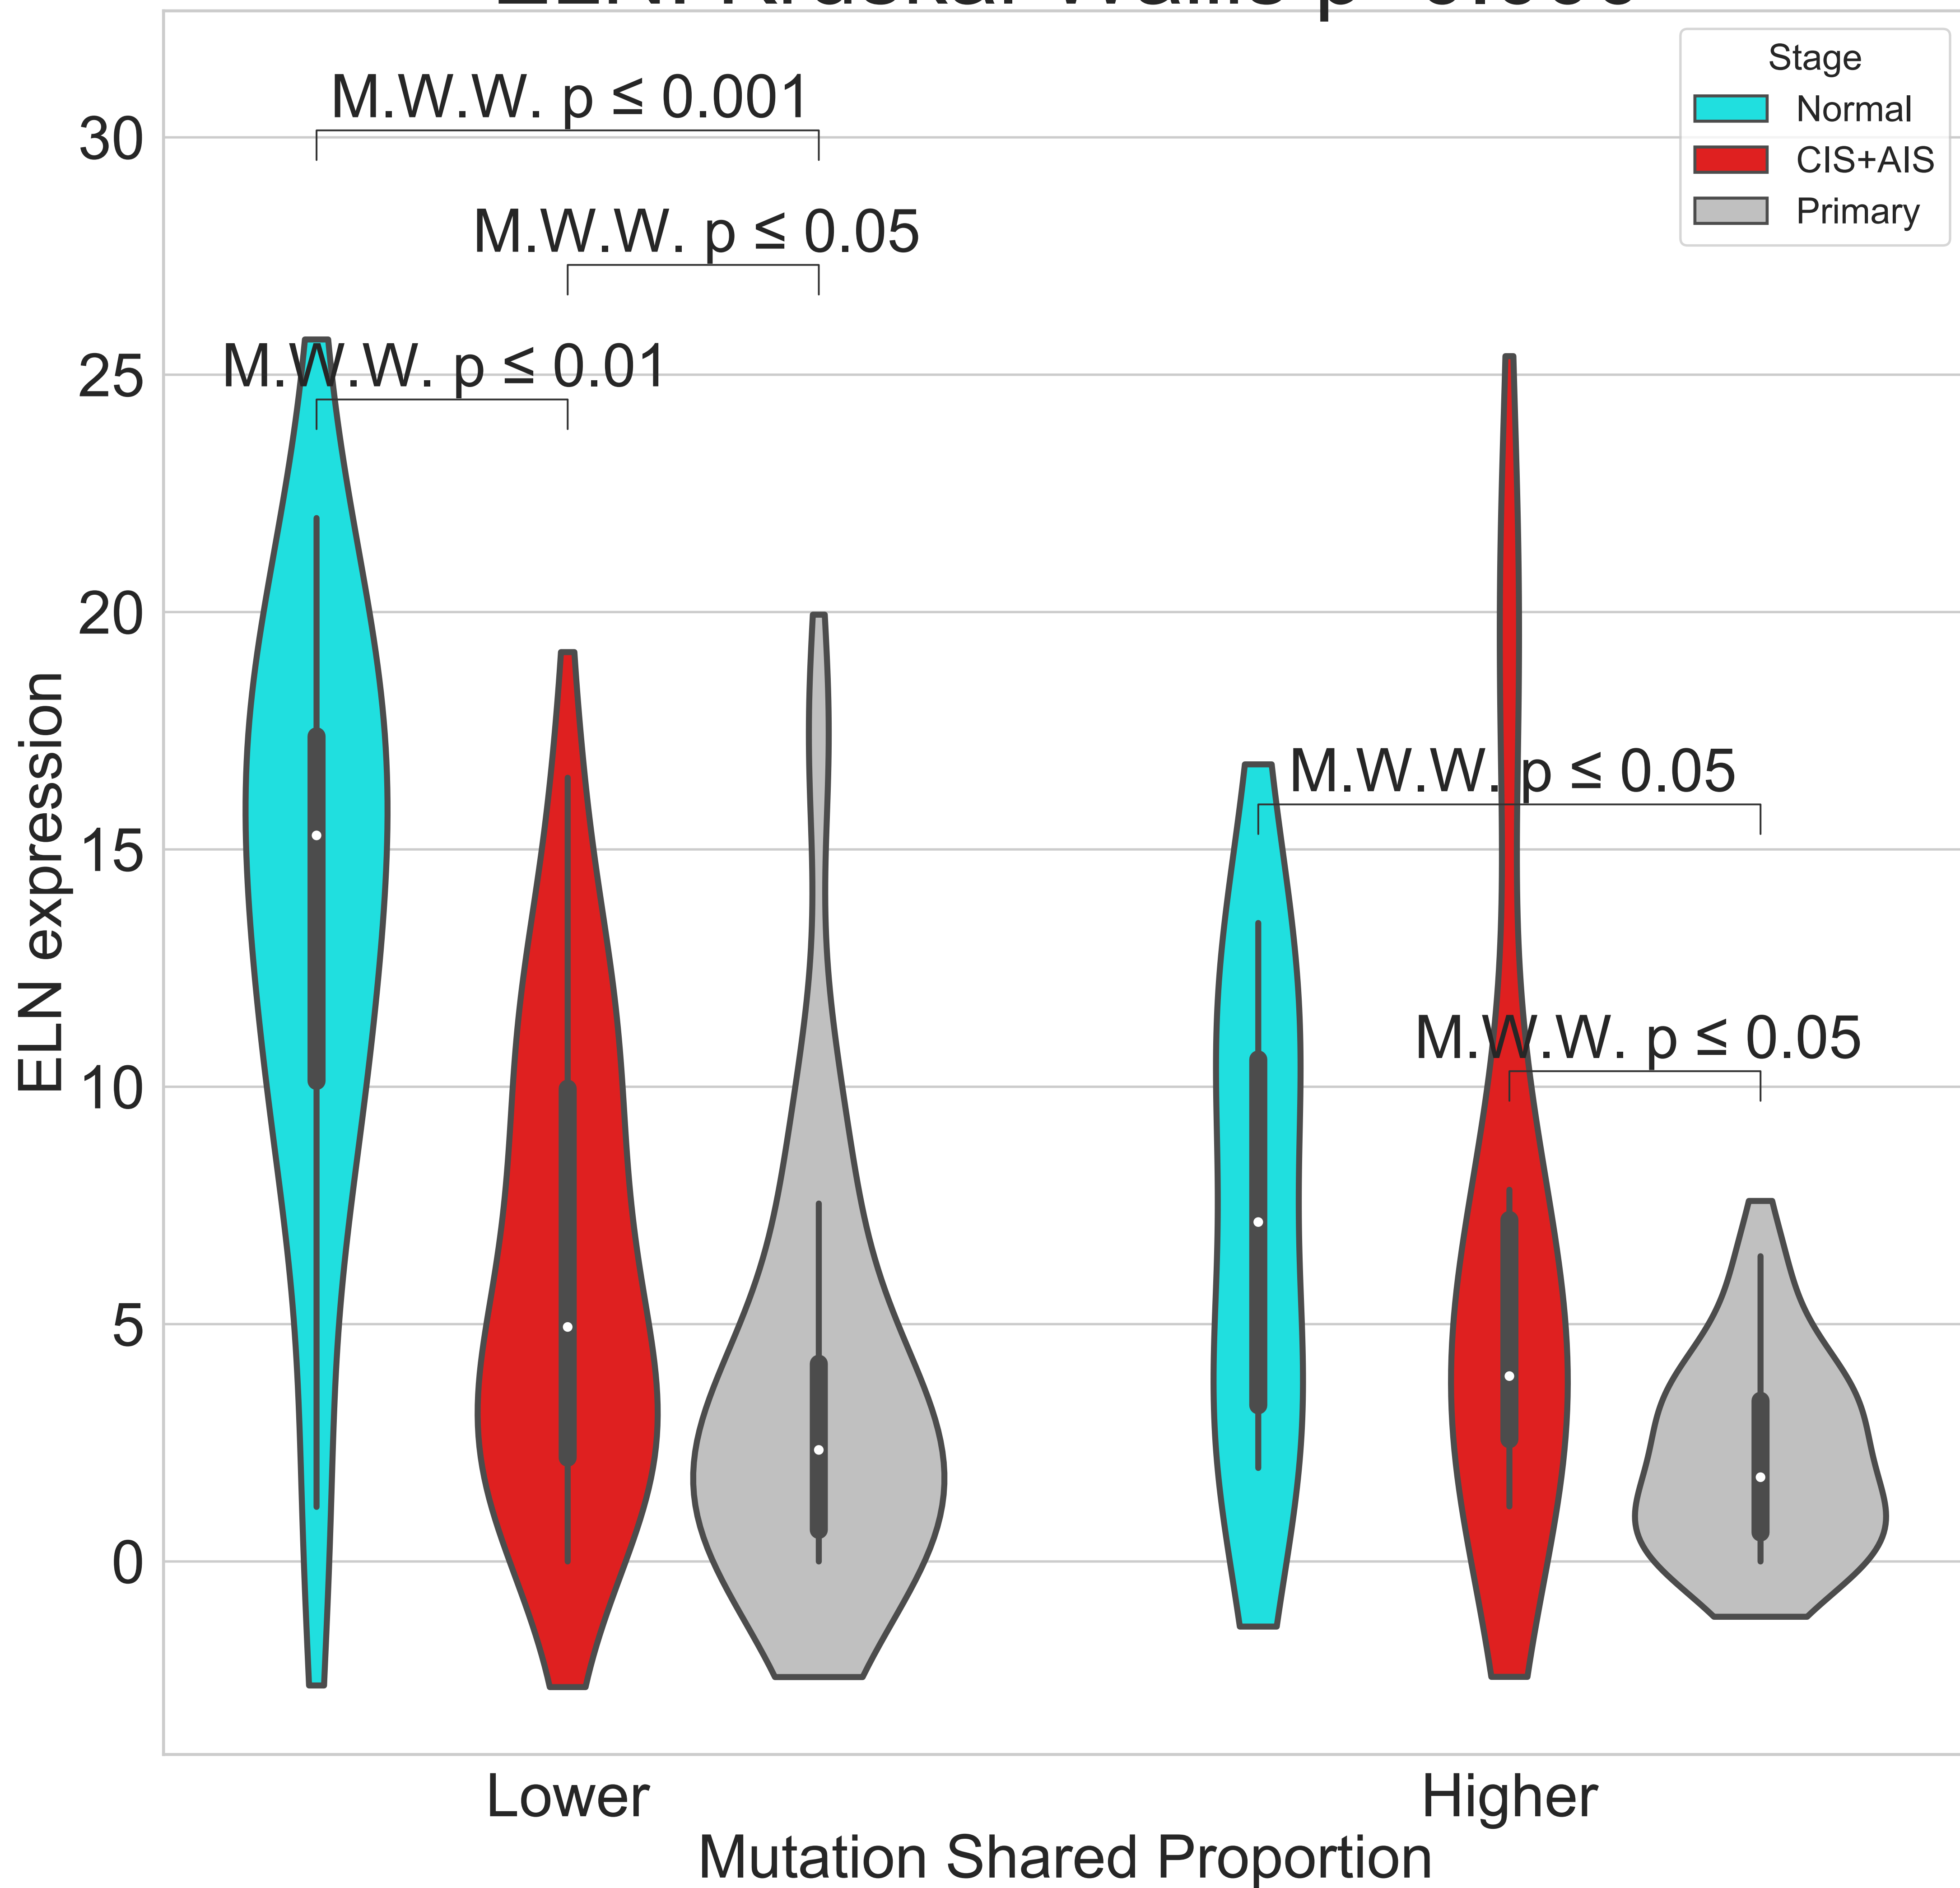 Stage
Normal
CIS+AIS
Primary
M.W.W. p ≤ 0.001
M.W.W. p ≤ 0.05
M.W.W. p ≤ 0.01
M.W.W. p ≤ 0.05
M.W.W. p ≤ 0.05
30
25
20
15
10
5
0
ELN expression
Lower
Higher
Mutation Shared Proportion